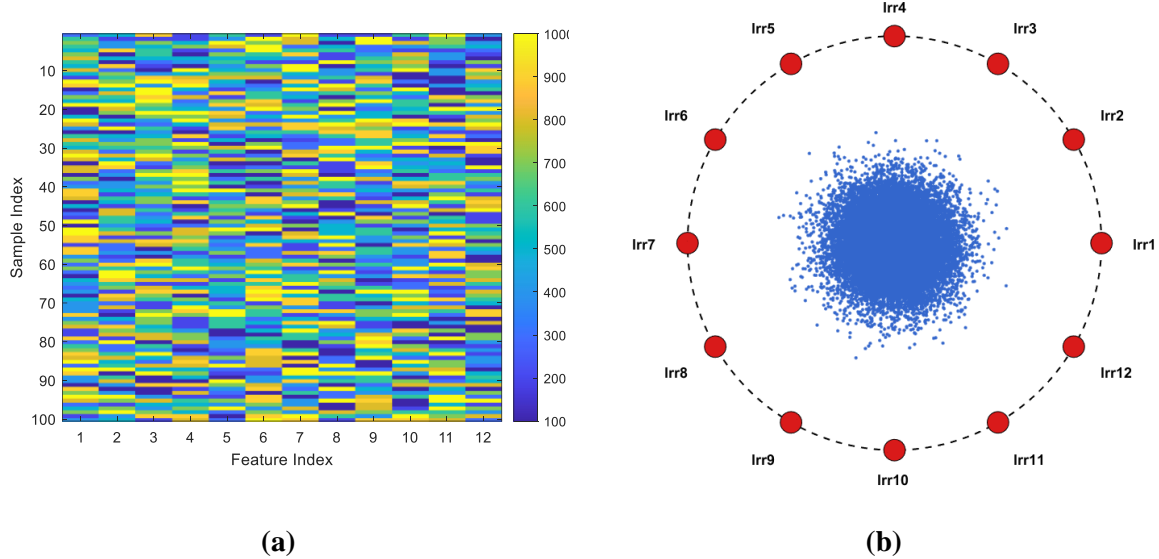 10
20
30
40
50
60
70
80
90
100
Sample Index
1 2 3 4 5 6 7 8 9 10 11 12
Feature Index
1000
900
800
700
600
500
400
300
200
100
(a)
Irr4
Irr5
Irr3
Irr6
Irr2
Irr7
Irr1
Irr8
Irr12
Irr9
Irr11
Irr10
(b)